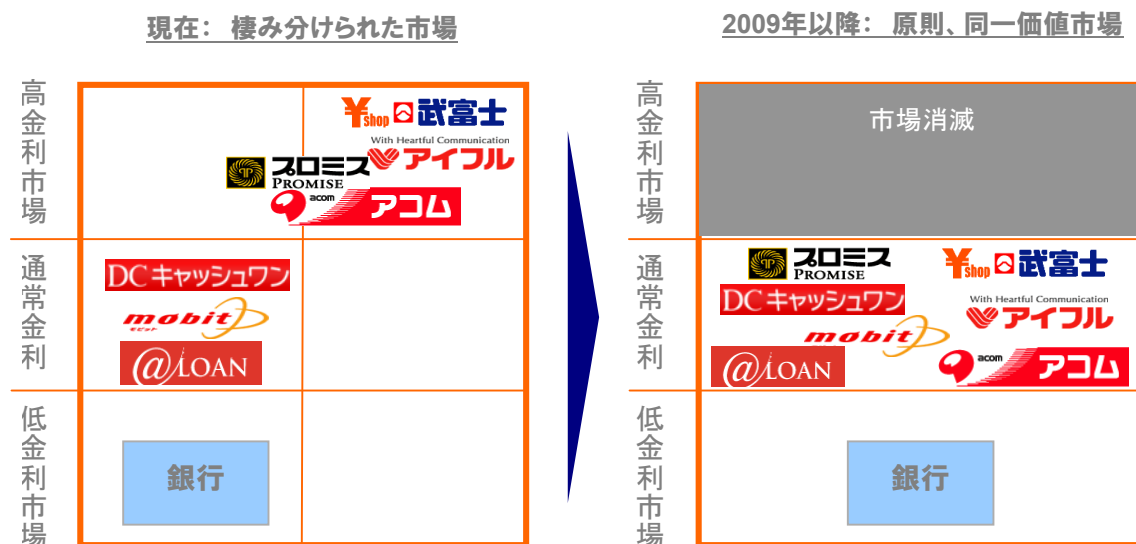 現在： 棲み分けられた市場
高金利市場
¥shop 武富士
With Heartful Communication
アイフル
プロミス
PROMISE
acom アコム
通常金利
DCキャッシュワン
mobit
モビット
@LOAN
低金利市場
銀行
2009年以降： 原則、同一価値市場
高金利市場
市場消滅
通常金利
プロミス
PROMISE
¥shop 武富士
DCキャッシュワン
With Heartful Communication
アイフル
mobit
@LOAN
acom アコム
低金利市場
銀行